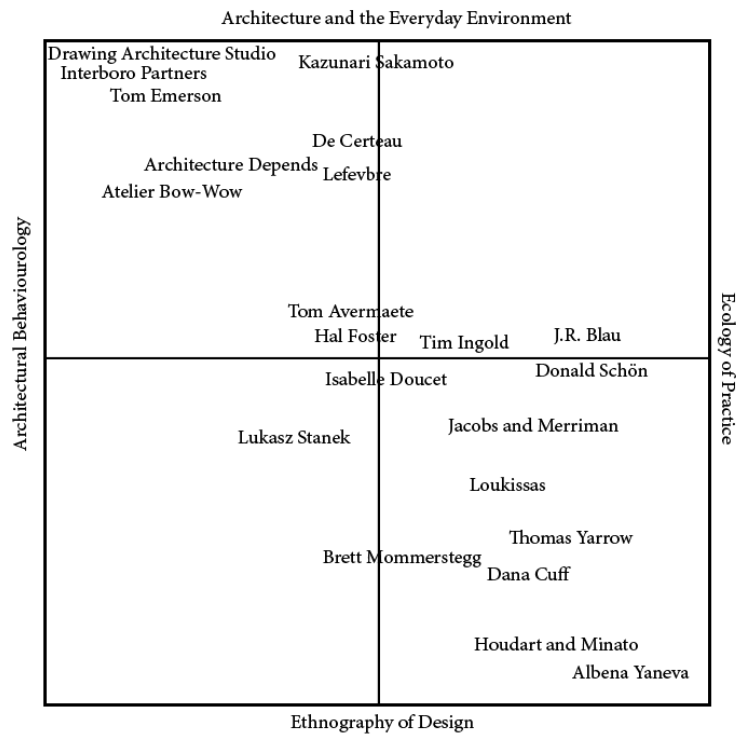 Architecture and the Everyday Environment
Drawing Architecture Studio
Kazunari Sakamoto
Interboro Partners
Tom Emerson
De Certeau
Architecture Depends
Lefevbre
Atelier Bow-Wow
Architectural Behaviourology
Ecology of Practice
Tom Avermaete
Hal Foster
Tim Ingold
J.R. Blau
Donald Schön
Isabelle Doucet
Jacobs and Merriman
Lukasz Stanek
Loukissas
Thomas Yarrow
Brett Mommerstegg
Dana Cuff
Houdart and Minato
Albena Yaneva
Ethnography of Design